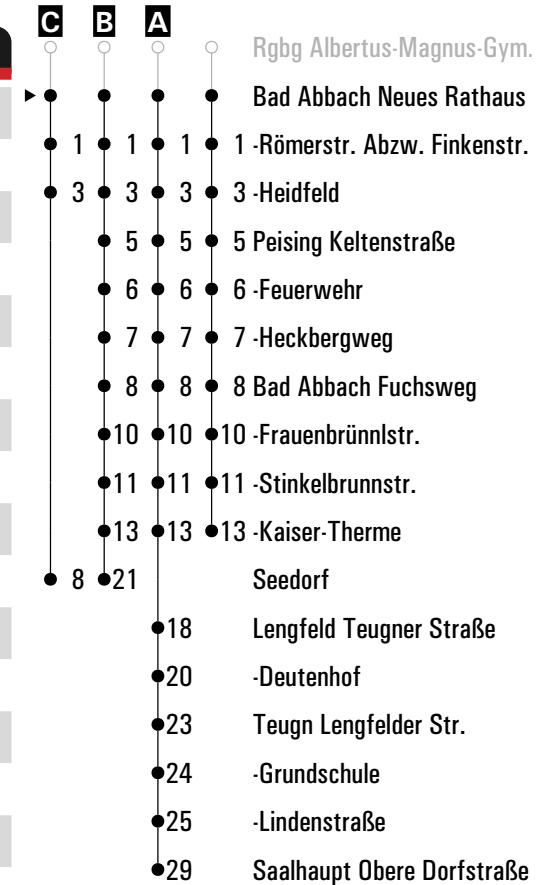 C B A
Rgbg Albertus-Magnus-Gym.
Bad Abbach Neues Rathaus
1 1 1 1 -Römerstr. Abzw. Finkenstr.
3 3 3 3 -Heidfeld
5 5 5 Peising Keltenstraße
6 6 6 -Feuerwehr
7 7 7 -Heckbergweg
8 8 8 Bad Abbach Fuchsweg
10 10 10 -Frauenbrünnlstr.
11 11 11 -Stinkelbrunnstr.
13 13 13 -Kaiser-Therme
8 21 Seedorf
18 Lengfeld Teugner Straße
20 -Deutenhof
23 Teugn Lengfelder Str.
24 -Grundschule
25 -Lindenstraße
29 Saalhaupt Obere Dorfstraße